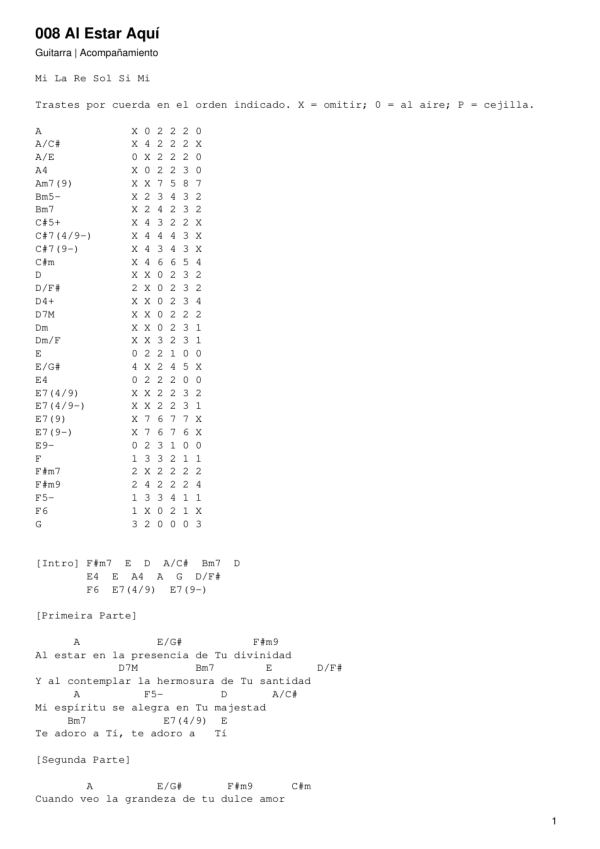 008 Al Estar Aquí
Guitarra | Acompañamiento
Mi La Re Sol Si Mi
Trastes por cuerda en el orden indicado. X = omitir; 0 = al aire; P = cejilla.
A X 0 2 2 2 0
A/C# X 4 2 2 2 X
A/E 0 X 2 2 2 0
A4 X 0 2 2 3 0
Am7(9) X X 7 5 8 7
Bm5- X 2 3 4 3 2
Bm7 X 2 4 2 3 2
C#5+ X 4 3 2 2 X
C#7(4/9-) X 4 4 4 3 X
C#7(9-) X 4 3 4 3 X
C#m X 4 6 6 5 4
D X X 0 2 3 2
D/F# 2 X 0 2 3 2
D4+ X X 0 2 3 4
D7M X X 0 2 2 2
Dm X X 0 2 3 1
Dm/F X X 3 2 3 1
E 0 2 2 1 0 0
E/G# 4 X 2 4 5 X
E4 0 2 2 2 0 0
E7(4/9) X X 2 2 3 2
E7(4/9-) X X 2 2 3 1
E7(9) X 7 6 7 7 X
E7(9-) X 7 6 7 6 X
E9- 0 2 3 1 0 0
F 1 3 3 2 1 1
F#m7 2 X 2 2 2 2
F#m9 2 4 2 2 2 4
F5- 1 3 3 4 1 1
F6 1 X 0 2 1 X
G 3 2 0 0 0 3
[Intro] F#m7 E D A/C# Bm7 D
E4 E A4 A G D/F#
F6 E7(4/9) E7(9-)
[Primeira Parte]
A E/G# F#m9
Al estar en la presencia de Tu divinidad
D7M Bm7 E D/F#
Y al contemplar la hermosura de Tu santidad
A F5- D A/C#
Mi espíritu se alegra en Tu majestad
Bm7 E7(4/9) E
Te adoro a Ti, te adoro a Ti
[Segunda Parte]
A E/G# F#m9 C#m
Cuando veo la grandeza de tu dulce amor
1